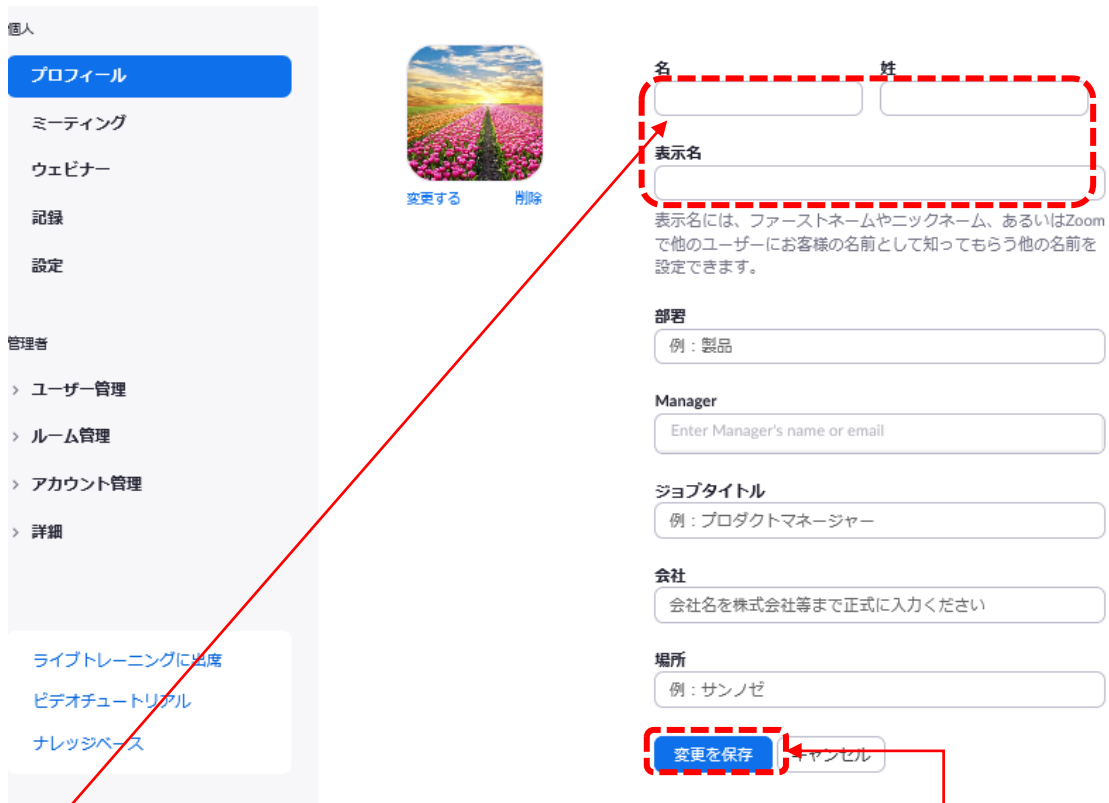 個人
プロフィール
ミーティング
ウェビナー
記録
設定
管理者
ユーザー管理
ルーム管理
アカウント管理
詳細
ライブトレーニングに出席
ビデオチュートリアル
ナレッジベース
変更する 削除
名 姓
表示名
表示名には、ファーストネームやニックネーム、あるいはZoom
で他のユーザーにお客様の名前として知ってもらう他の名前を
設定できます。
部署
例：製品
Manager
Enter Manager's name or email
ジョブタイトル
例：プロダクトマネージャー
会社
会社名を株式会社等まで正式に入力ください
場所
例：サンノゼ
変更を保存 キャンセル